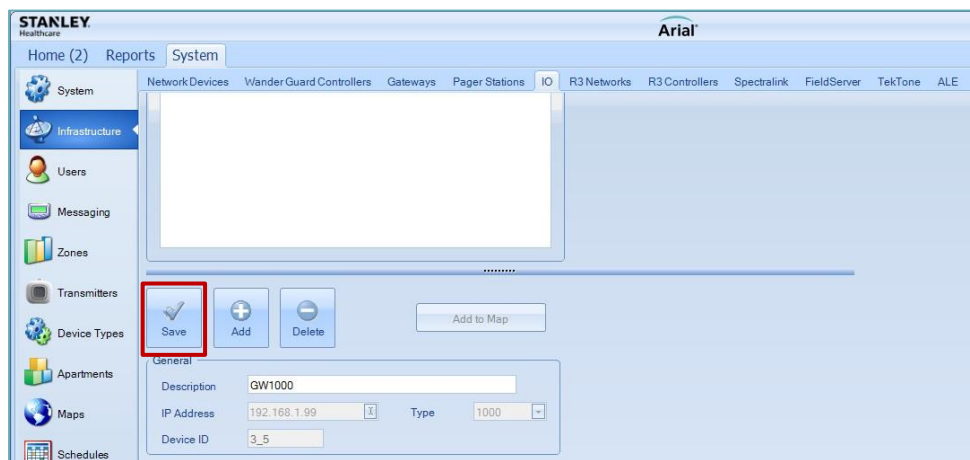 STANLEY
Healthcare
Arial
Home (2) Reports System
System
Network Devices Wander Guard Controllers Gateways Pager Stations IO R3 Networks R3 Controllers Spectralink FieldServer TekTone ALE
Infrastructure
Users
Messaging
Zones
Transmitters
Device Types
Apartments
Maps
Schedules
Save Add Delete Add to Map
General
Description GW1000
IP Address 192.168.1.99 Type 1000
Device ID 3_5